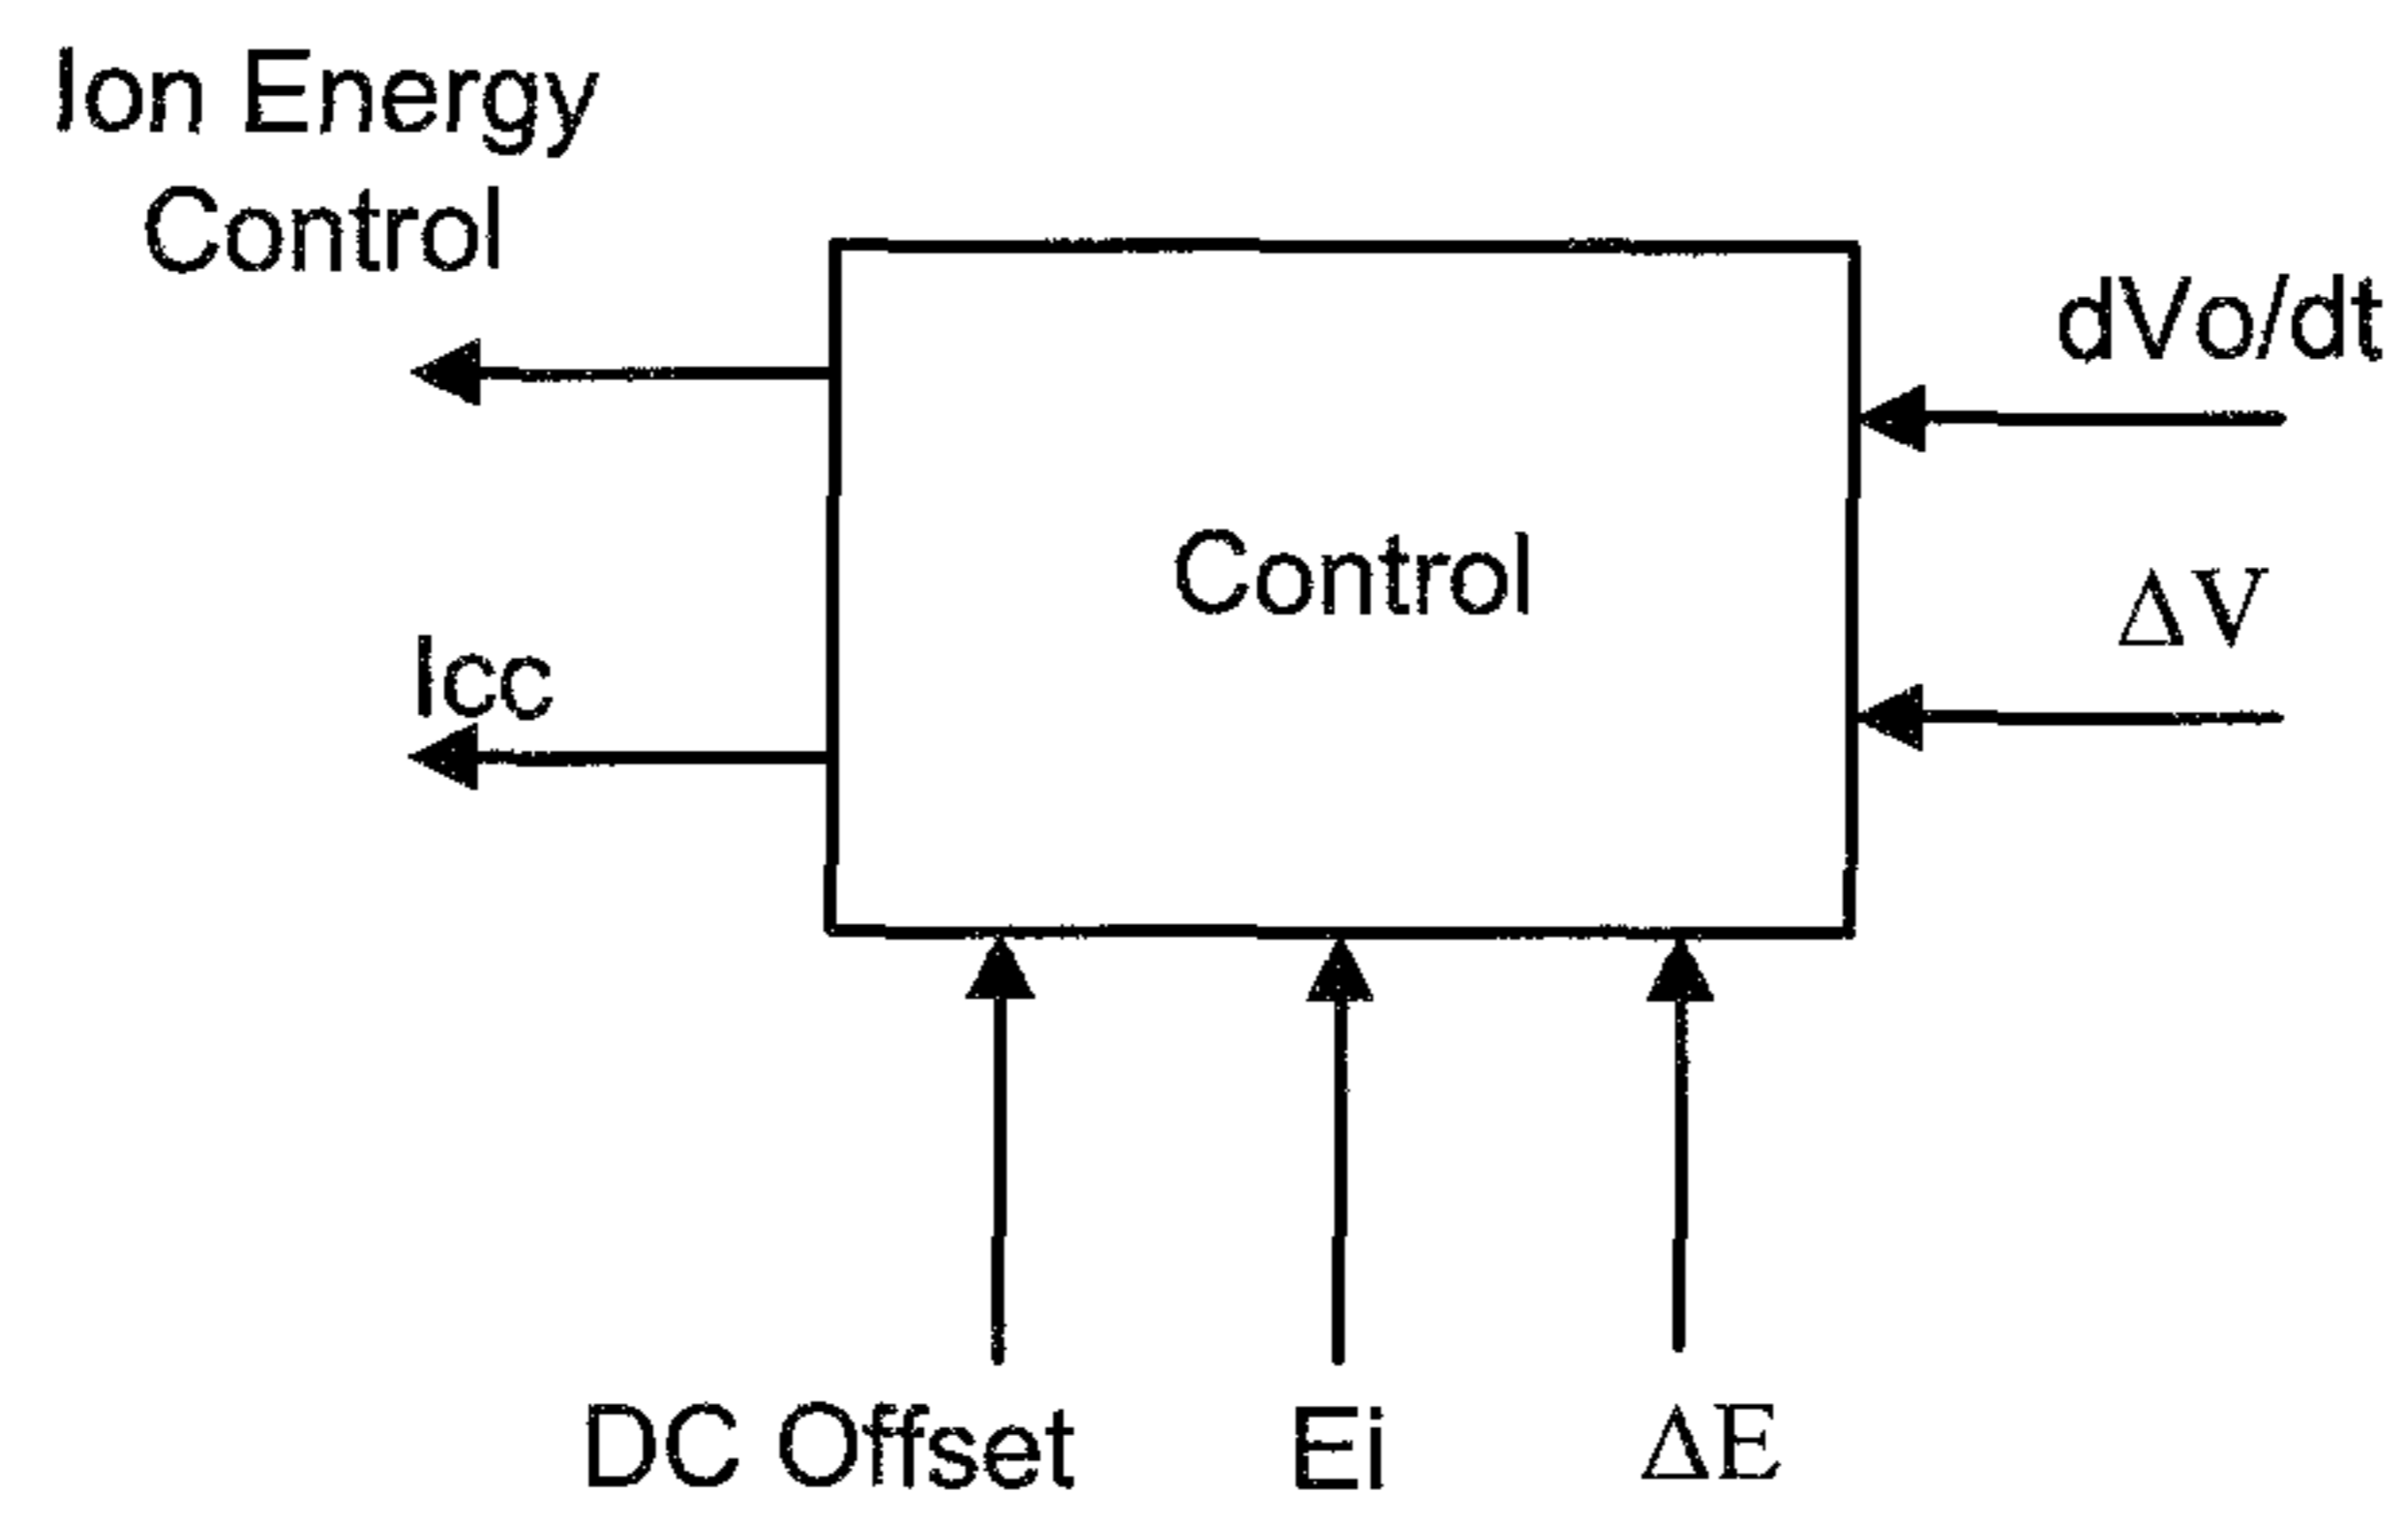 Ion Energy
Control
dVo/dt
Control
ΔV
Icc
DC Offset
Ei
ΔE